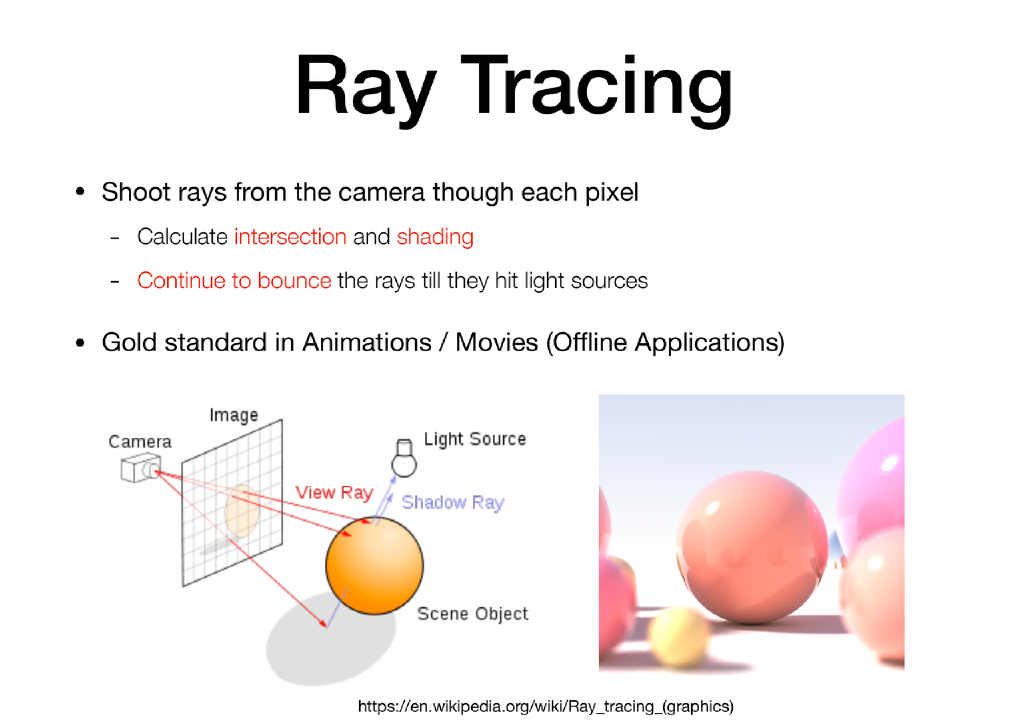 Ray Tracing
• Shoot rays from the camera though each pixel
- Calculate intersection and shading
- Continue to bounce the rays till they hit light sources
• Gold standard in Animations / Movies (Offline Applications)
Image
Camera
Light Source
View Ray
Shadow Ray
Scene Object
https://en.wikipedia.org/wiki/Ray_tracing_(graphics)